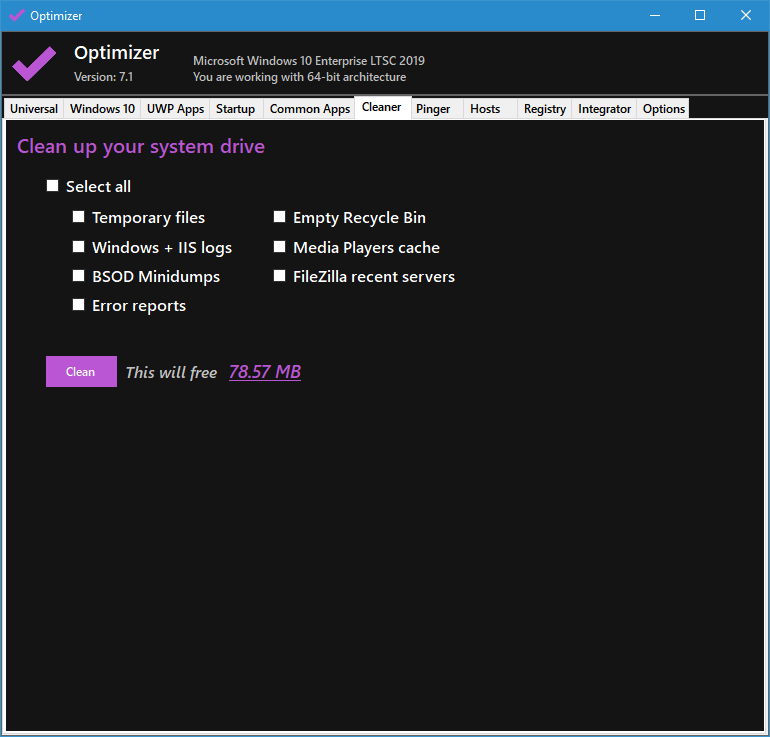 Optimizer
Optimizer
Version: 7.1
Microsoft Windows 10 Enterprise LTSC 2019
You are working with 64-bit architecture
Universal Windows 10 UWP Apps Startup Common Apps Cleaner Pinger Hosts Registry Integrator Options
Clean up your system drive
Select all
Temporary files Empty Recycle Bin
Windows + IIS logs Media Players cache
BSOD Minidumps FileZilla recent servers
Error reports
Clean This will free 78.57 MB